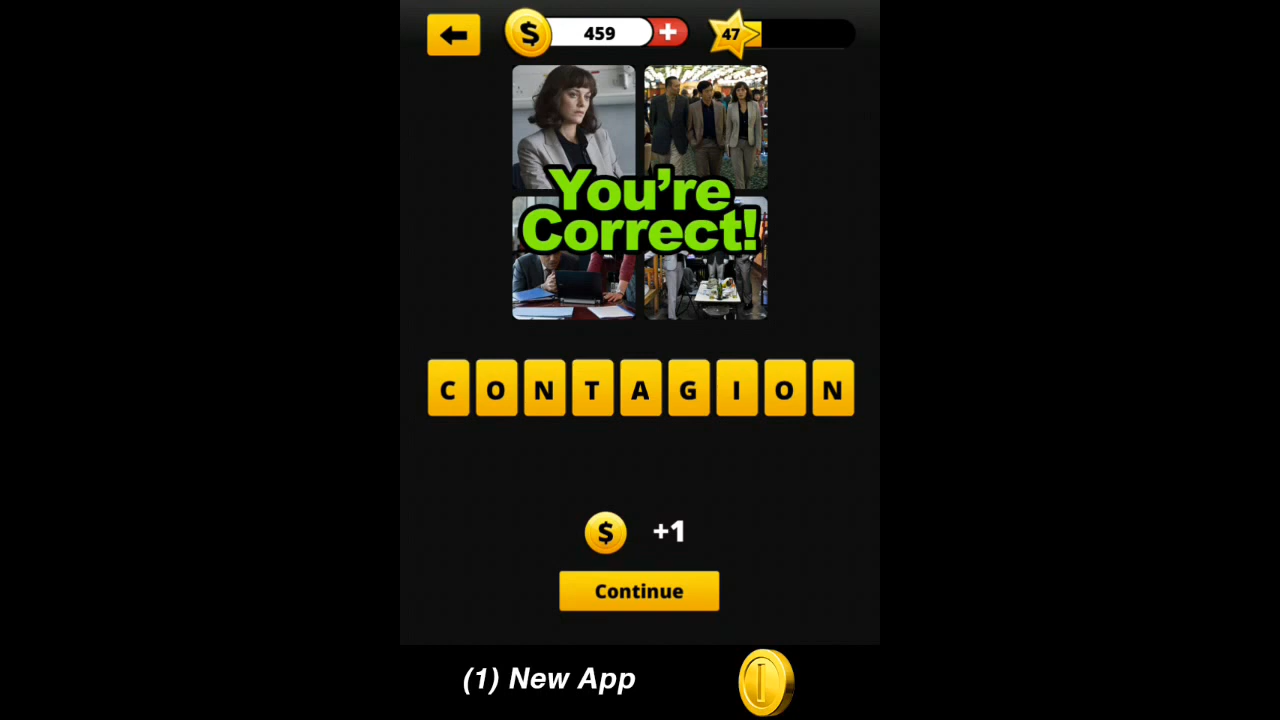 $ 459 + 47
You're
Correct!
CONTAGION
$ +1
Continue
(1) New App